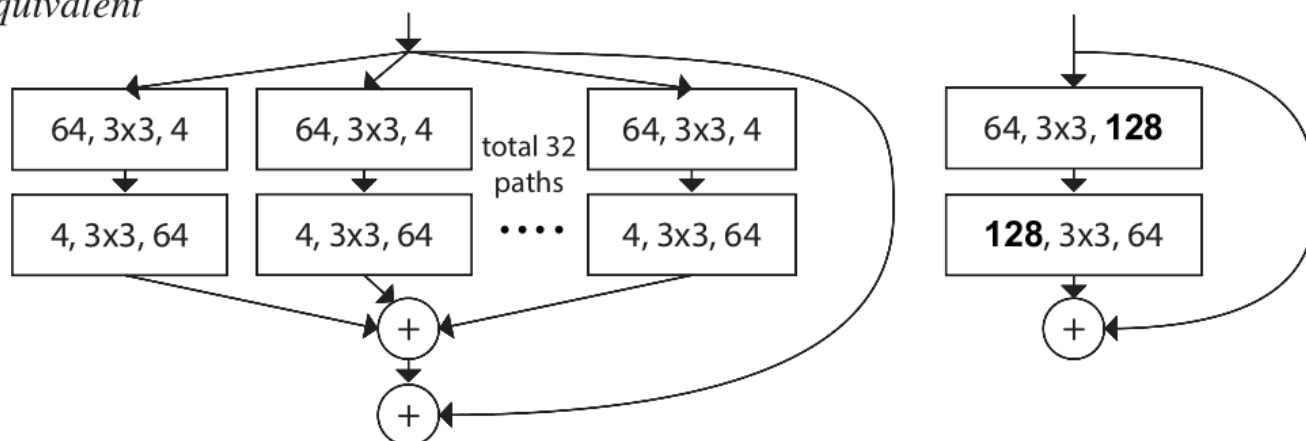 64, 3x3, 4
64, 3x3, 4
total 32
paths
....
64, 3x3, 4
64, 3x3, 128
4, 3x3, 64
4, 3x3, 64
4, 3x3, 64
128, 3x3, 64
+
+
+